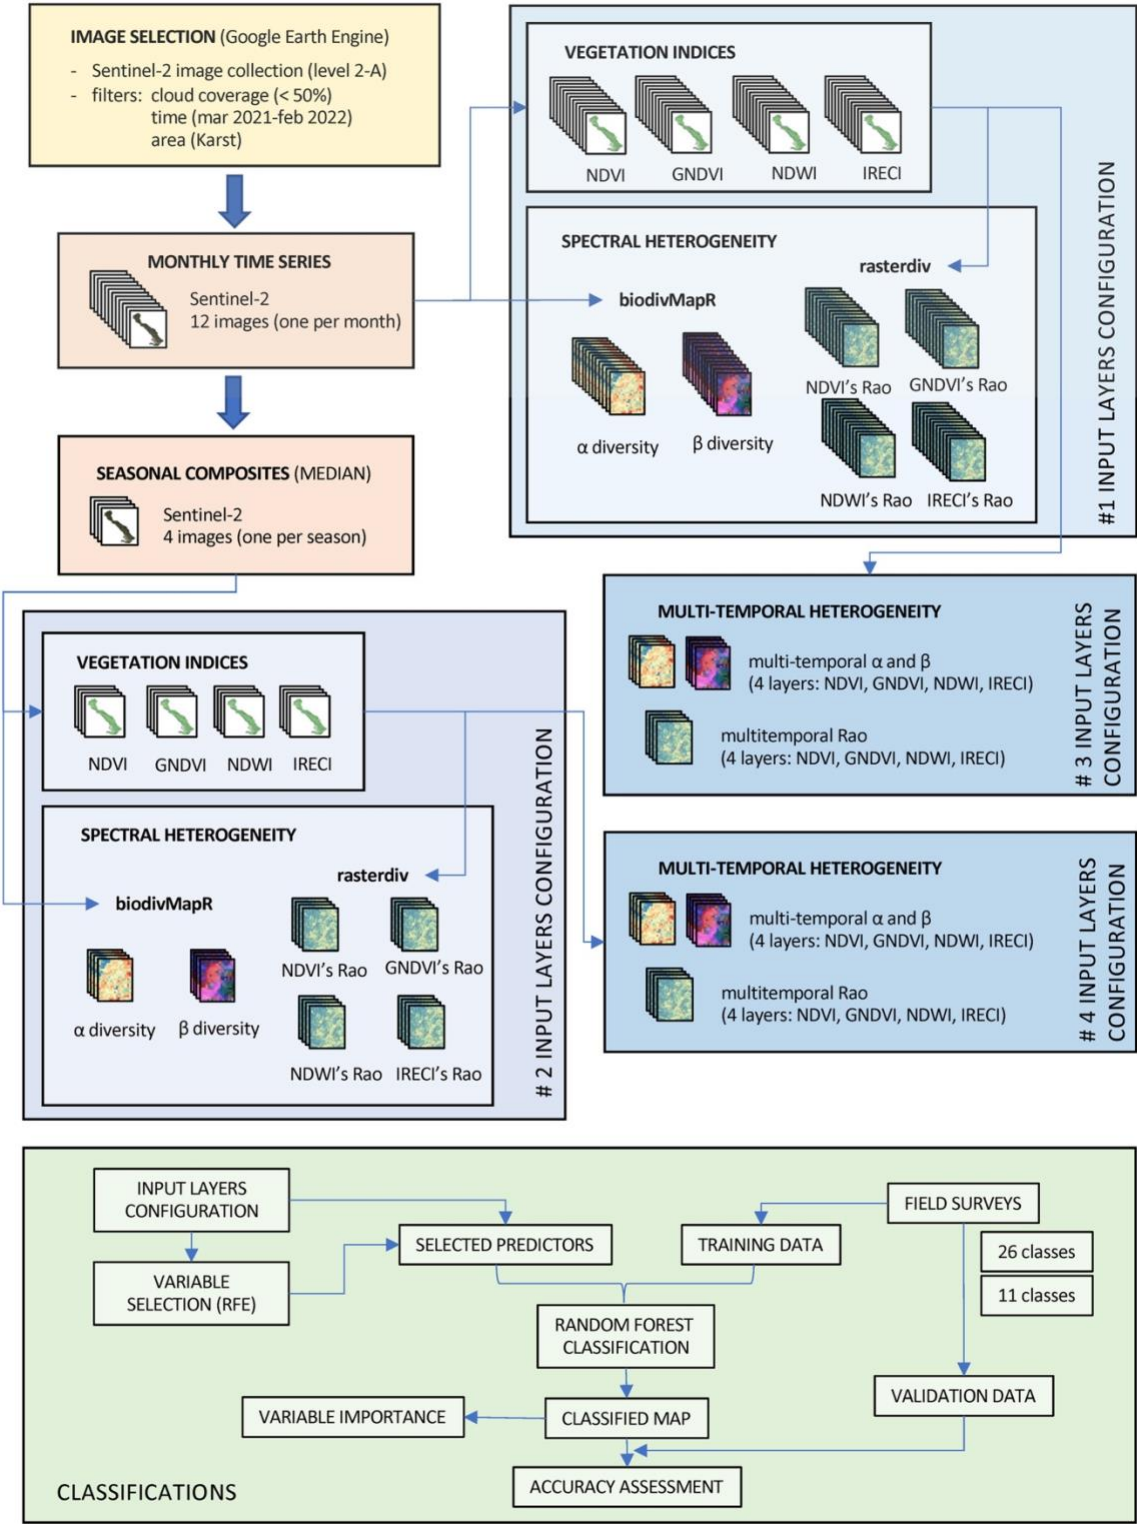 IMAGE SELECTION (Google Earth Engine)
- Sentinel-2 image collection (level 2-A)
- filters: cloud coverage (< 50%)
time (mar 2021-feb 2022)
area (Karst)
MONTHLY TIME SERIES
Sentinel-2
12 images (one per month)
SEASONAL COMPOSITES (MEDIAN)
Sentinel-2
4 images (one per season)
VEGETATION INDICES
NDVI GNDVI NDWI IRECI
SPECTRAL HETEROGENEITY
rasterdiv
biodivMapR
NDVI's Rao GNDVI's Rao
α diversity β diversity
NDWI's Rao IRECI's Rao
#1 INPUT LAYERS CONFIGURATION
VEGETATION INDICES
NDVI GNDVI NDWI IRECI
SPECTRAL HETEROGENEITY
rasterdiv
biodivMapR
NDVI's Rao GNDVI's Rao
α diversity β diversity
NDWI's Rao IRECI's Rao
# 2 INPUT LAYERS CONFIGURATION
MULTI-TEMPORAL HETEROGENEITY
multi-temporal α and β
(4 layers: NDVI, GNDVI, NDWI, IRECI)
multitemporal Rao
(4 layers: NDVI, GNDVI, NDWI, IRECI)
# 3 INPUT LAYERS
CONFIGURATION
MULTI-TEMPORAL HETEROGENEITY
multi-temporal α and β
(4 layers: NDVI, GNDVI, NDWI, IRECI)
multitemporal Rao
(4 layers: NDVI, GNDVI, NDWI, IRECI)
# 4 INPUT LAYERS
CONFIGURATION
INPUT LAYERS
CONFIGURATION
FIELD SURVEYS
SELECTED PREDICTORS
TRAINING DATA
26 classes
VARIABLE
SELECTION (RFE)
11 classes
RANDOM FOREST
CLASSIFICATION
VALIDATION DATA
VARIABLE IMPORTANCE
CLASSIFIED MAP
ACCURACY ASSESSMENT
CLASSIFICATIONS